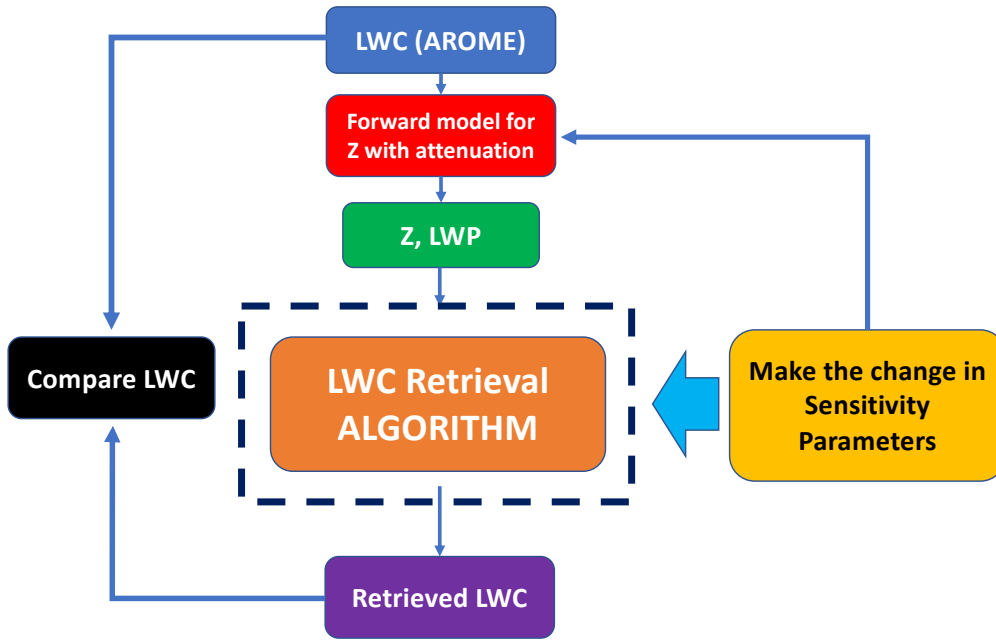 LWC (AROME)
Forward model for
Z with attenuation
Z, LWP
Compare LWC
LWC Retrieval
ALGORITHM
Make the change in
Sensitivity
Parameters
Retrieved LWC